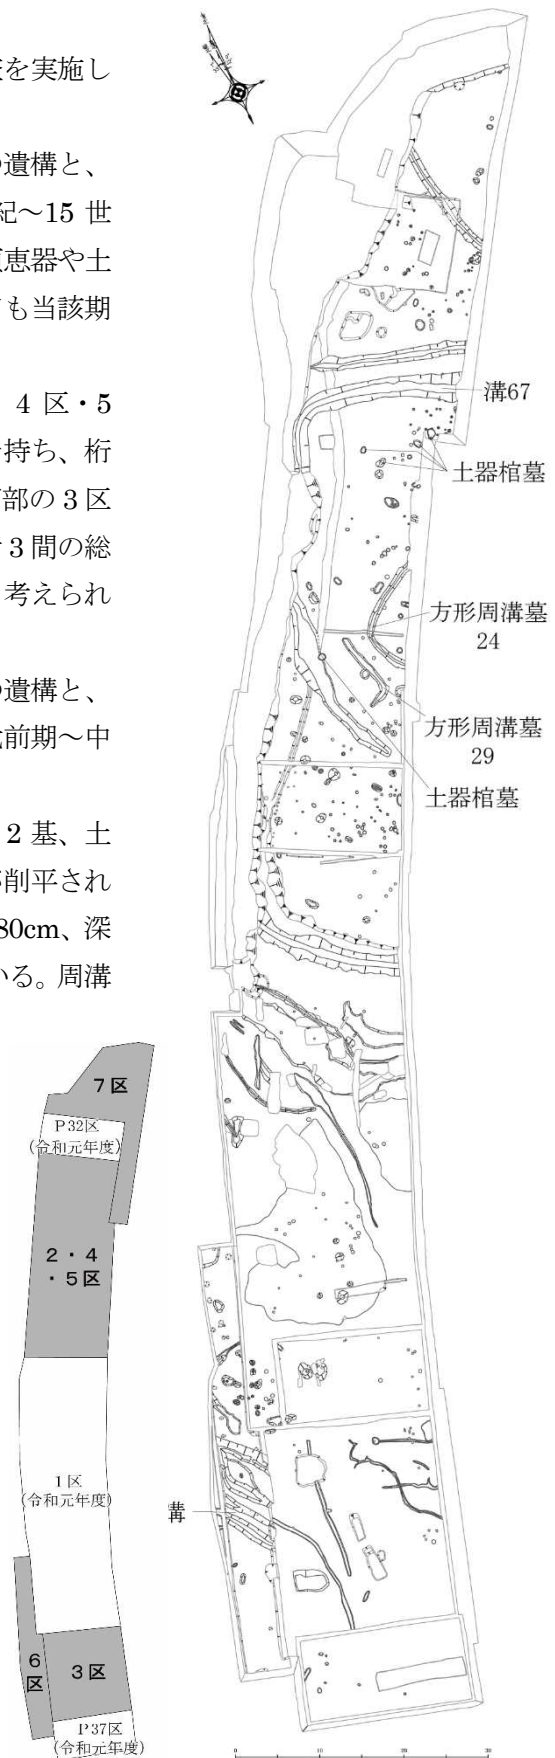 を実施し
の遺構と、
紀～15 世
恵器や土
も当該期
4 区・5
持ち、桁
部の 3 区
3 間の総
考えられ
の遺構と、
前期～中
2 基、土
削平され
80cm、深
いる。周溝
溝67
土器棺墓
方形周溝墓
24
方形周溝墓
29
土器棺墓
溝
7区
P32区
(令和元年度)
2・4
・5区
1区
(令和元年度)
6
区
3区
P37区
(令和元年度)
0 10 20 30